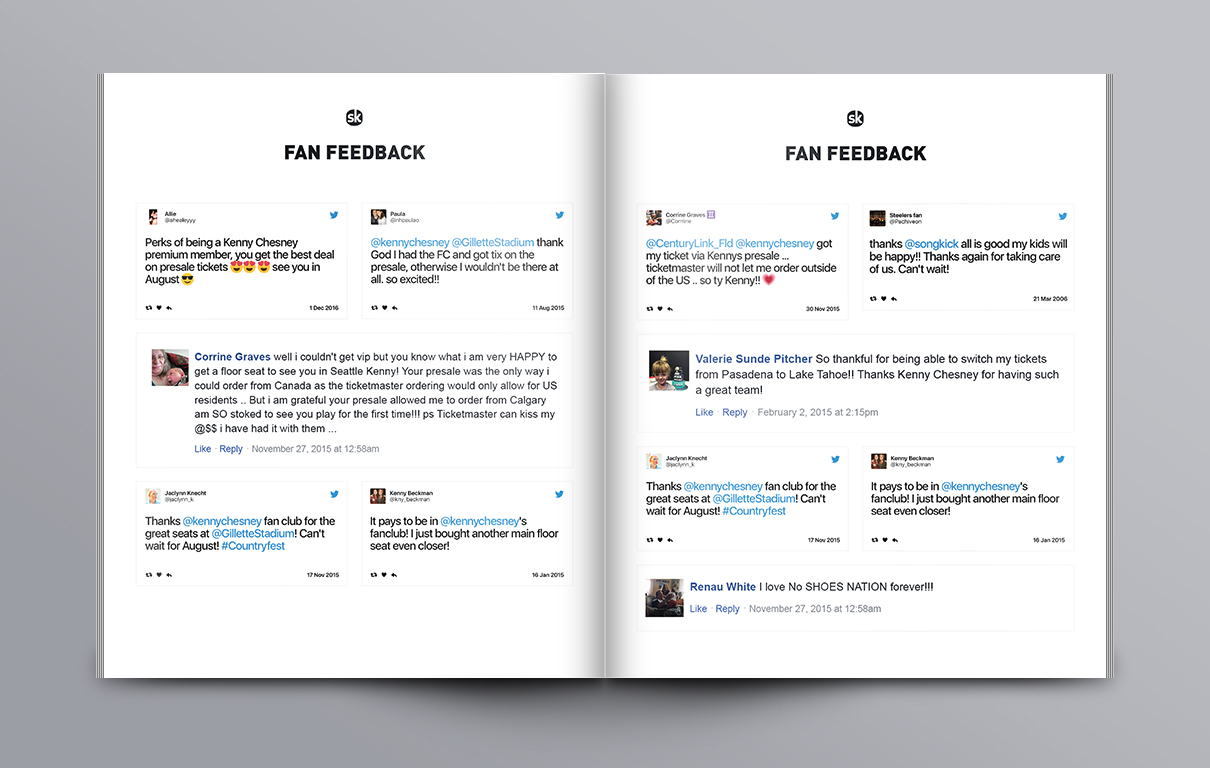 sk
FAN FEEDBACK
Allie
@ahealeyyy
Perks of being a Kenny Chesney
premium member, you get the best deal
on presale tickets 😍😍😍 see you in
August 😎
1 Dec 2016
Paula
@nhpaulao
@kennychesney @GilletteStadium thank
God I had the FC and got tix on the
presale, otherwise I wouldn't be there at
all. so excited!!
11 Aug 2015
Corrine Graves well i couldn't get vip but you know what i am very HAPPY to
get a floor seat to see you in Seattle Kenny! Your presale was the only way i
could order from Canada as the ticketmaster ordering would only allow for US
residents .. But i am grateful your presale allowed me to order from Calgary
am SO stoked to see you play for the first time!!! ps Ticketmaster can kiss my
@$$ i have had it with them ...
Like · Reply · November 27, 2015 at 12:58am
Jaclynn Knecht
@jaclynn_k
Thanks @kennychesney fan club for the
great seats at @GilletteStadium! Can't
wait for August! #Countryfest
17 Nov 2015
Kenny Beckman
@kny_beckman
It pays to be in @kennychesney's
fanclub! I just bought another main floor
seat even closer!
16 Jan 2015
sk
FAN FEEDBACK
Corrine Graves
@Corrriine
@CenturyLink_Fld @kennychesney got
my ticket via Kennys presale ...
ticketmaster will not let me order outside
of the US .. so ty Kenny!! 💗
30 Nov 2015
Steelers fan
@Pachiveon
thanks @songkick all is good my kids will
be happy!! Thanks again for taking care
of us. Can't wait!
21 Mar 2006
Valerie Sunde Pitcher So thankful for being able to switch my tickets
from Pasadena to Lake Tahoe!! Thanks Kenny Chesney for having such
a great team!
Like · Reply · February 2, 2015 at 2:15pm
Jaclynn Knecht
@jaclynn_k
Thanks @kennychesney fan club for the
great seats at @GilletteStadium! Can't
wait for August! #Countryfest
17 Nov 2015
Kenny Beckman
@kny_beckman
It pays to be in @kennychesney's
fanclub! I just bought another main floor
seat even closer!
16 Jan 2015
Renau White I love No SHOES NATION forever!!!
Like · Reply · November 27, 2015 at 12:58am